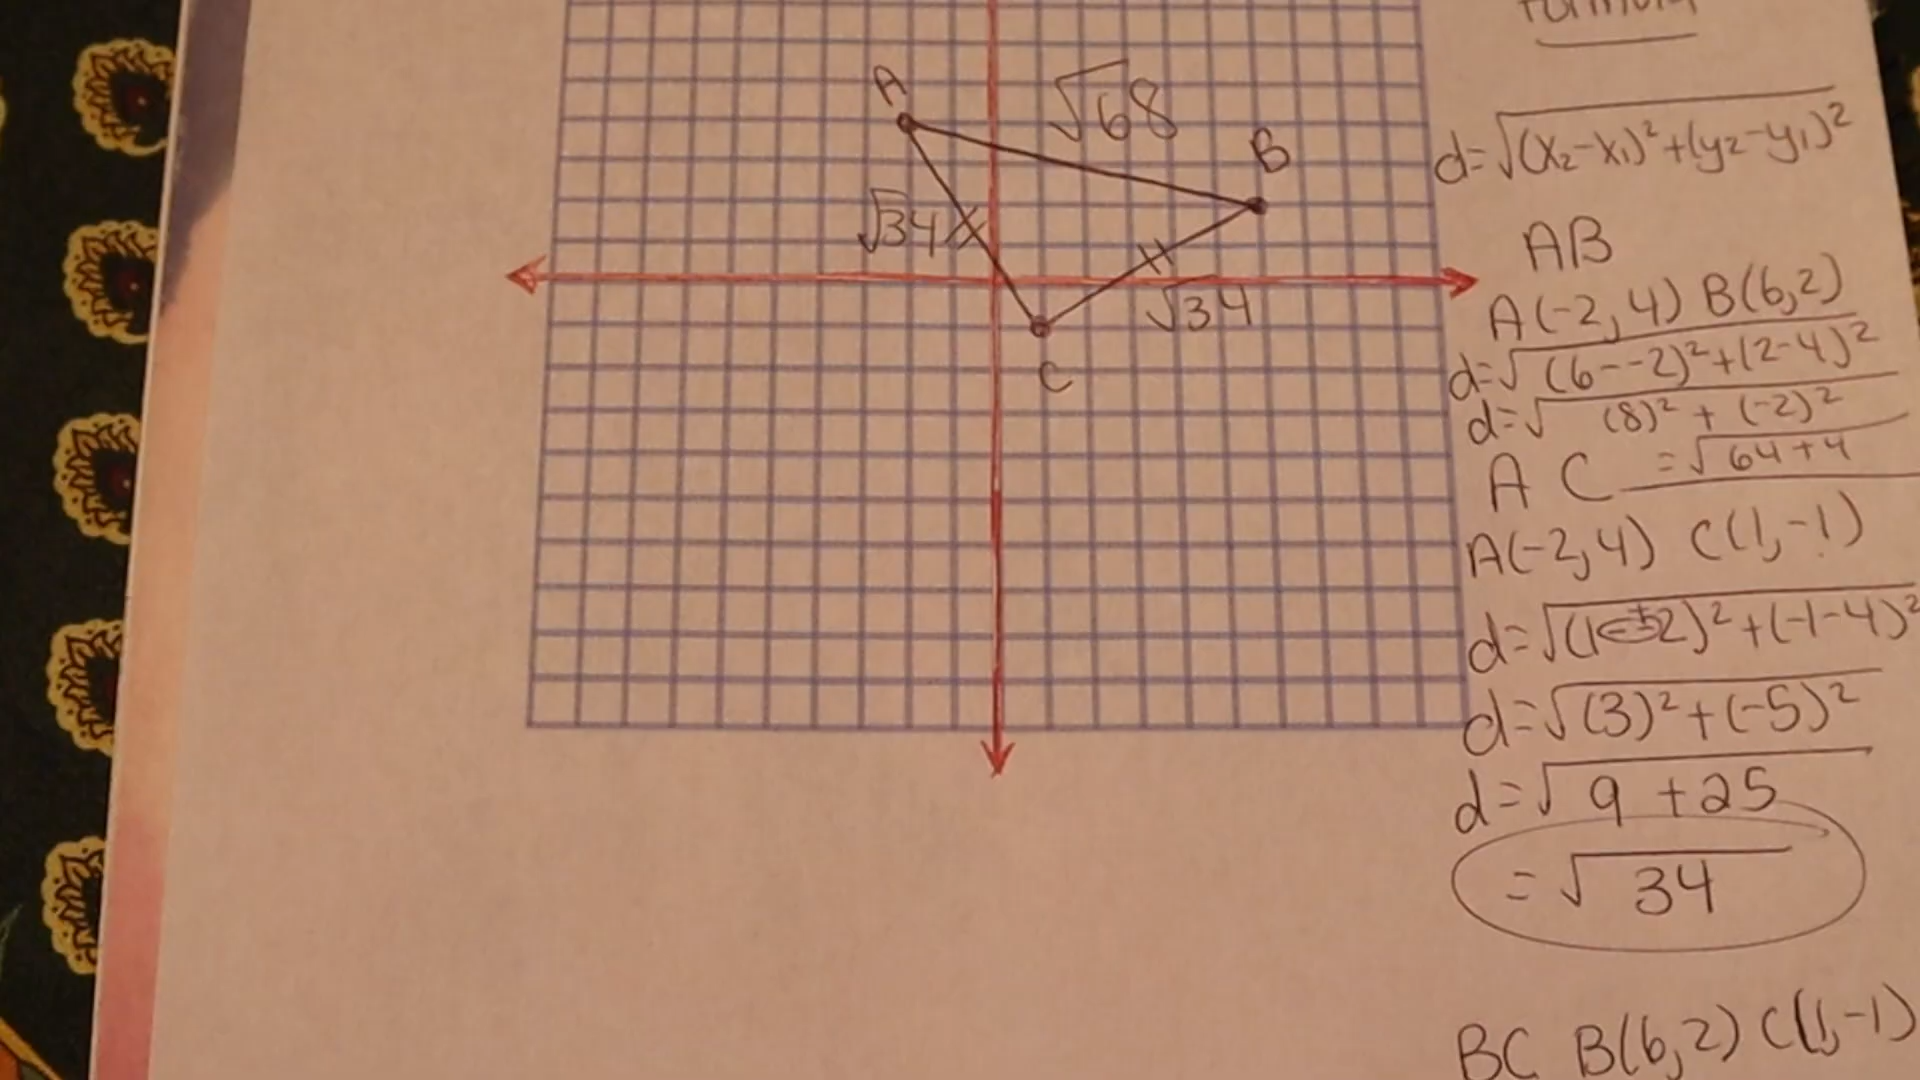 A
√68
B
√34
√34
C
formula
d=√(x₂-x₁)²+(y₂-y₁)²
AB
A(-2,4) B(6,2)
d=√(6--2)²+(2-4)²
d=√(8)²+(-2)²
=√64+4
AC
A(-2,4) C(1,-1)
d=√(1-+2)²+(-1-4)²
d=√(3)²+(-5)²
d=√9+25
=√34
BC B(6,2) C(1,-1)